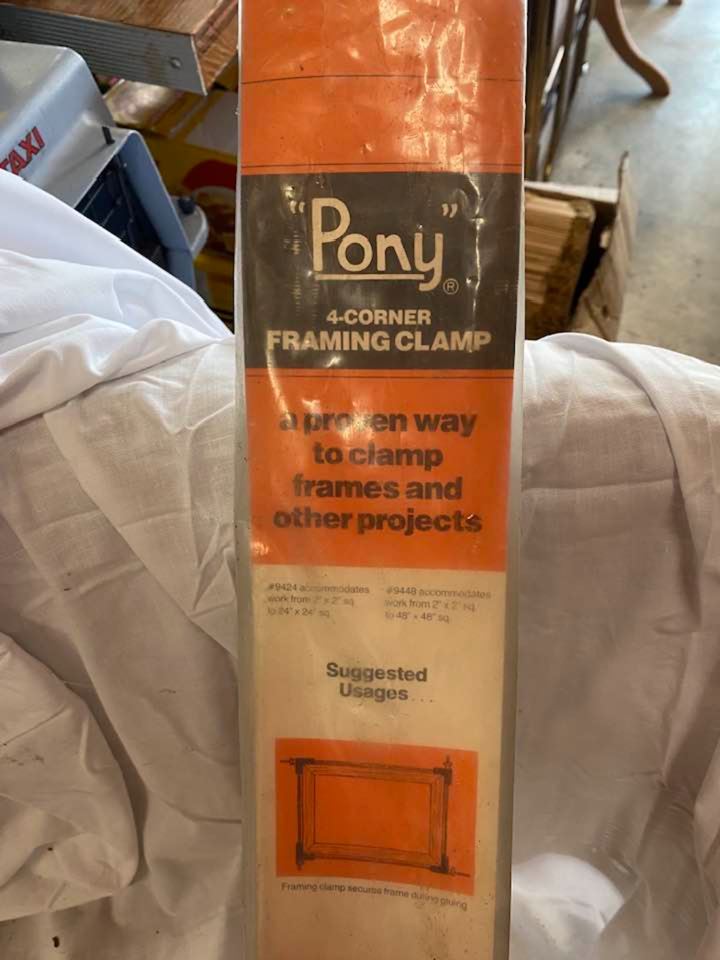 TAXI
"Pony"®
4-CORNER
FRAMING CLAMP
a proven way
to clamp
frames and
other projects
#9424 accommodates
work from 2" x 2" sq.
to 24" x 24" sq.
#9448 accommodates
work from 2" x 2" sq.
to 48" x 48" sq.
Suggested
Usages...
Framing clamp secures frame during gluing